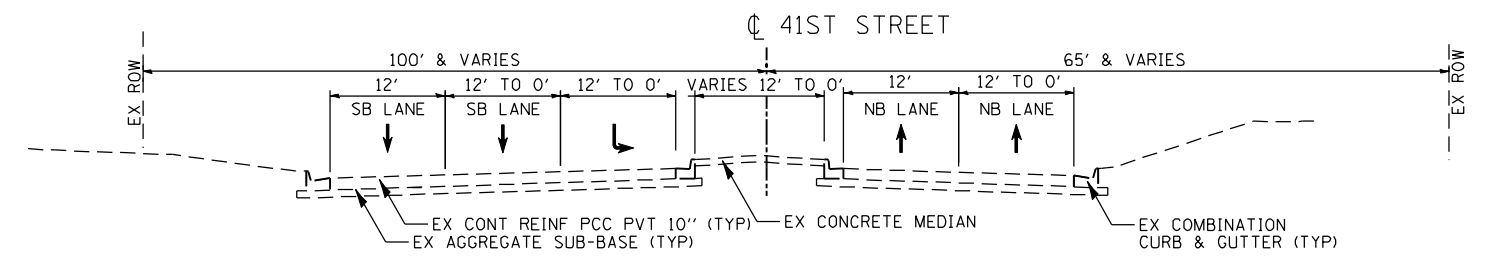 ℄ 41ST STREET
100' & VARIES
65' & VARIES
EX ROW
EX ROW
12'
12' TO 0'
12' TO 0'
VARIES 12' TO 0'
12'
12' TO 0'
SB LANE
SB LANE
NB LANE
NB LANE
EX CONT REINF PCC PVT 10'' (TYP)
EX AGGREGATE SUB-BASE (TYP)
EX CONCRETE MEDIAN
EX COMBINATION
CURB & GUTTER (TYP)